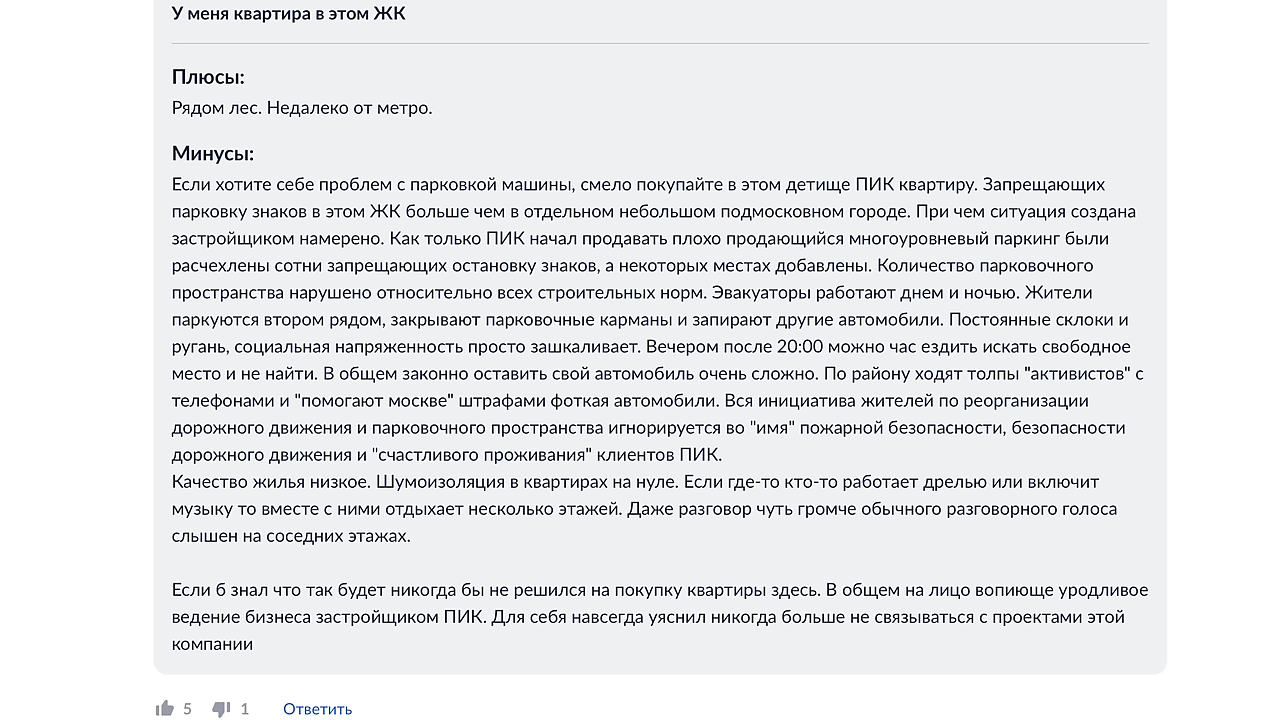 У меня квартира в этом ЖК
Плюсы:
Рядом лес. Недалеко от метро.
Минусы:
Если хотите себе проблем с парковкой машины, смело покупайте в этом детище ПИК квартиру. Запрещающих
парковку знаков в этом ЖК больше чем в отдельном небольшом подмосковном городе. При чем ситуация создана
застройщиком намерено. Как только ПИК начал продавать плохо продающийся многоуровневый паркинг были
расчехлены сотни запрещающих остановку знаков, а некоторых местах добавлены. Количество парковочного
пространства нарушено относительно всех строительных норм. Эвакуаторы работают днем и ночью. Жители
паркуются втором рядом, закрывают парковочные карманы и запирают другие автомобили. Постоянные склоки и
ругань, социальная напряженность просто зашкаливает. Вечером после 20:00 можно час ездить искать свободное
место и не найти. В общем законно оставить свой автомобиль очень сложно. По району ходят толпы "активистов" с
телефонами и "помогают москве" штрафами фоткая автомобили. Вся инициатива жителей по реорганизации
дорожного движения и парковочного пространства игнорируется во "имя" пожарной безопасности, безопасности
дорожного движения и "счастливого проживания" клиентов ПИК.
Качество жилья низкое. Шумоизоляция в квартирах на нуле. Если где-то кто-то работает дрелью или включит
музыку то вместе с ними отдыхает несколько этажей. Даже разговор чуть громче обычного разговорного голоса
слышен на соседних этажах.
Если б знал что так будет никогда бы не решился на покупку квартиры здесь. В общем на лицо вопиюще уродливое
ведение бизнеса застройщиком ПИК. Для себя навсегда уяснил никогда больше не связываться с проектами этой
компании
5 1 Ответить